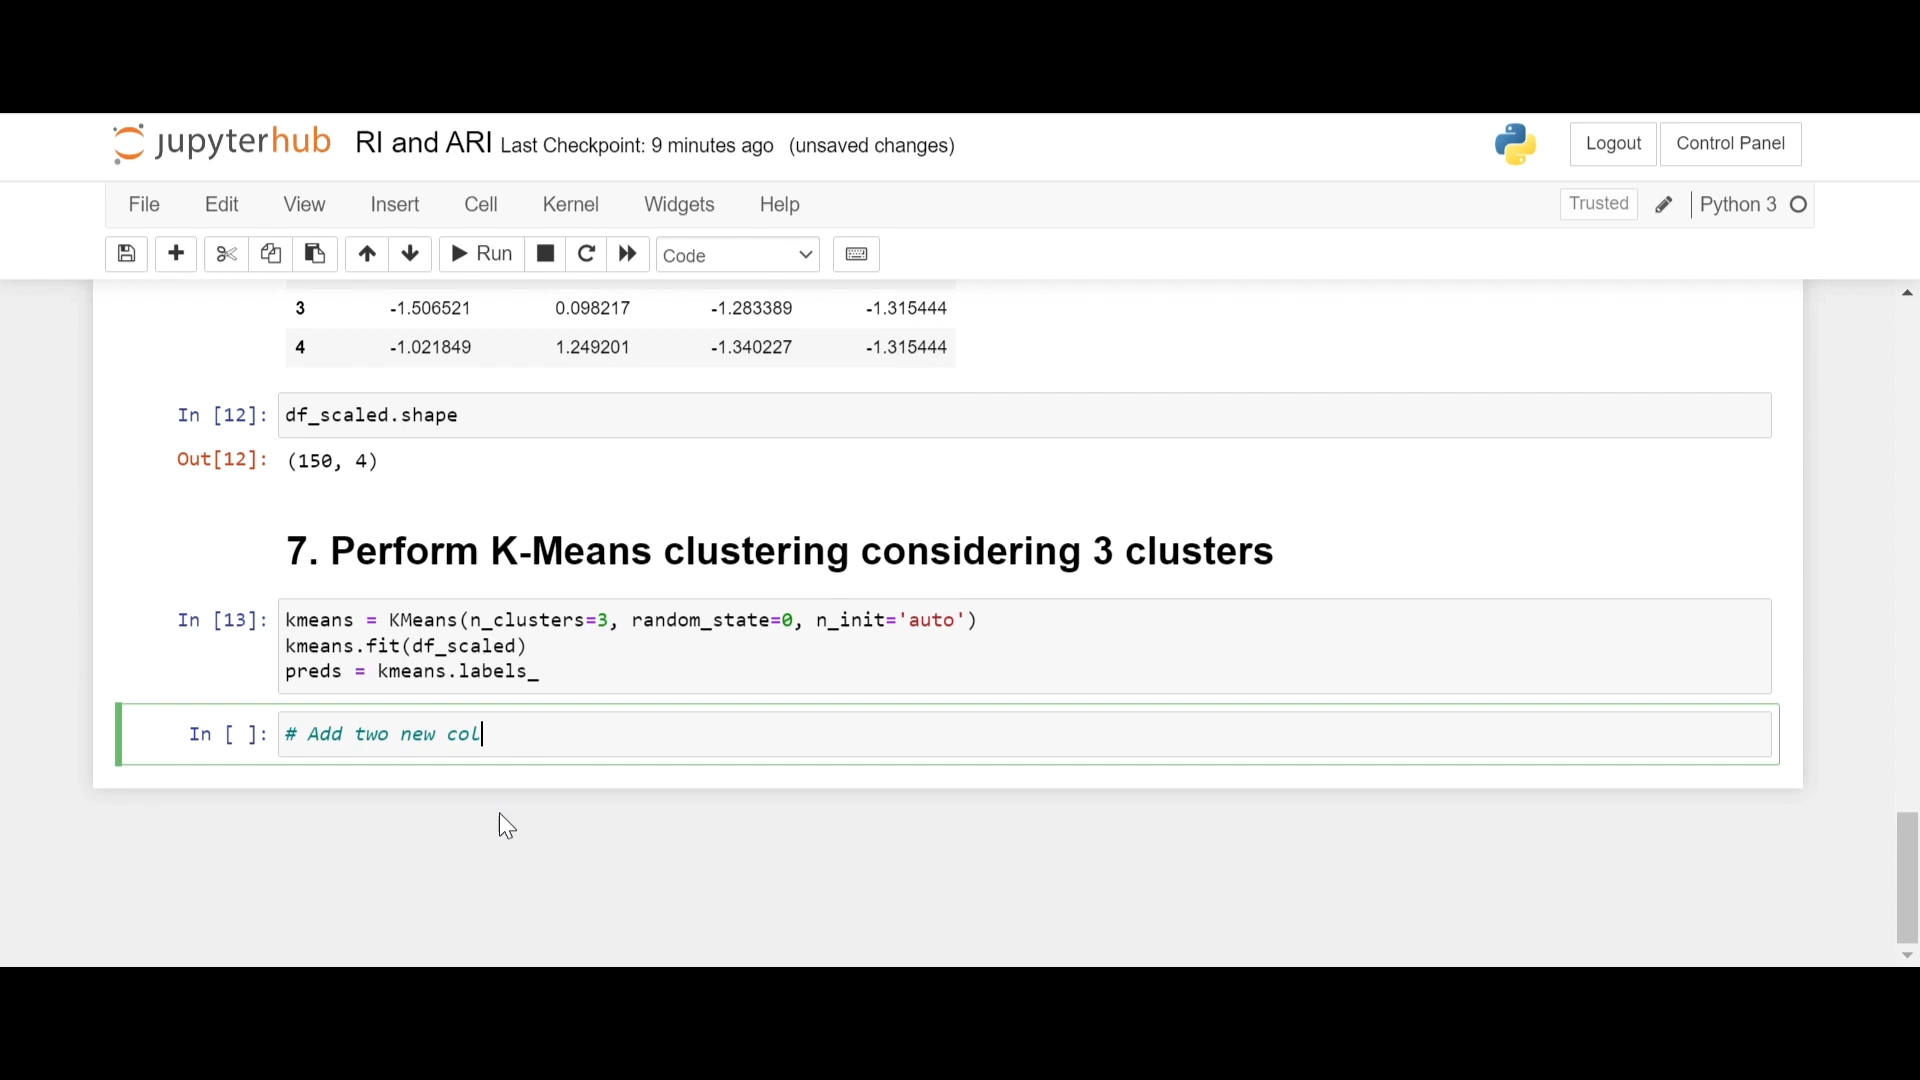 jupyterhub RI and ARI Last Checkpoint: 9 minutes ago (unsaved changes) Logout Control Panel
File Edit View Insert Cell Kernel Widgets Help Trusted Python 3
Run Code
3 -1.506521 0.098217 -1.283389 -1.315444
4 -1.021849 1.249201 -1.340227 -1.315444
In [12]: df_scaled.shape
Out[12]: (150, 4)
7. Perform K-Means clustering considering 3 clusters
In [13]: kmeans = KMeans(n_clusters=3, random_state=0, n_init='auto')
kmeans.fit(df_scaled)
preds = kmeans.labels_
In [ ]: # Add two new col